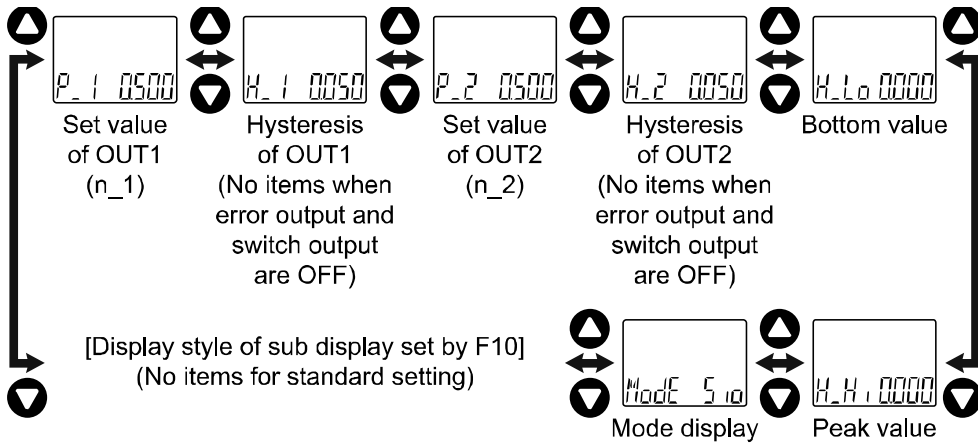 P_1 0.500
H_1 0.050
P_2 0.500
H_2 0.050
H_Lo 0.000
Set value
of OUT1
(n_1)
Hysteresis
of OUT1
(No items when
error output and
switch output
are OFF)
Set value
of OUT2
(n_2)
Hysteresis
of OUT2
(No items when
error output and
switch output
are OFF)
Bottom value
[Display style of sub display set by F10]
(No items for standard setting)
ModE Sio
H_Hi 0.000
Mode display
Peak value